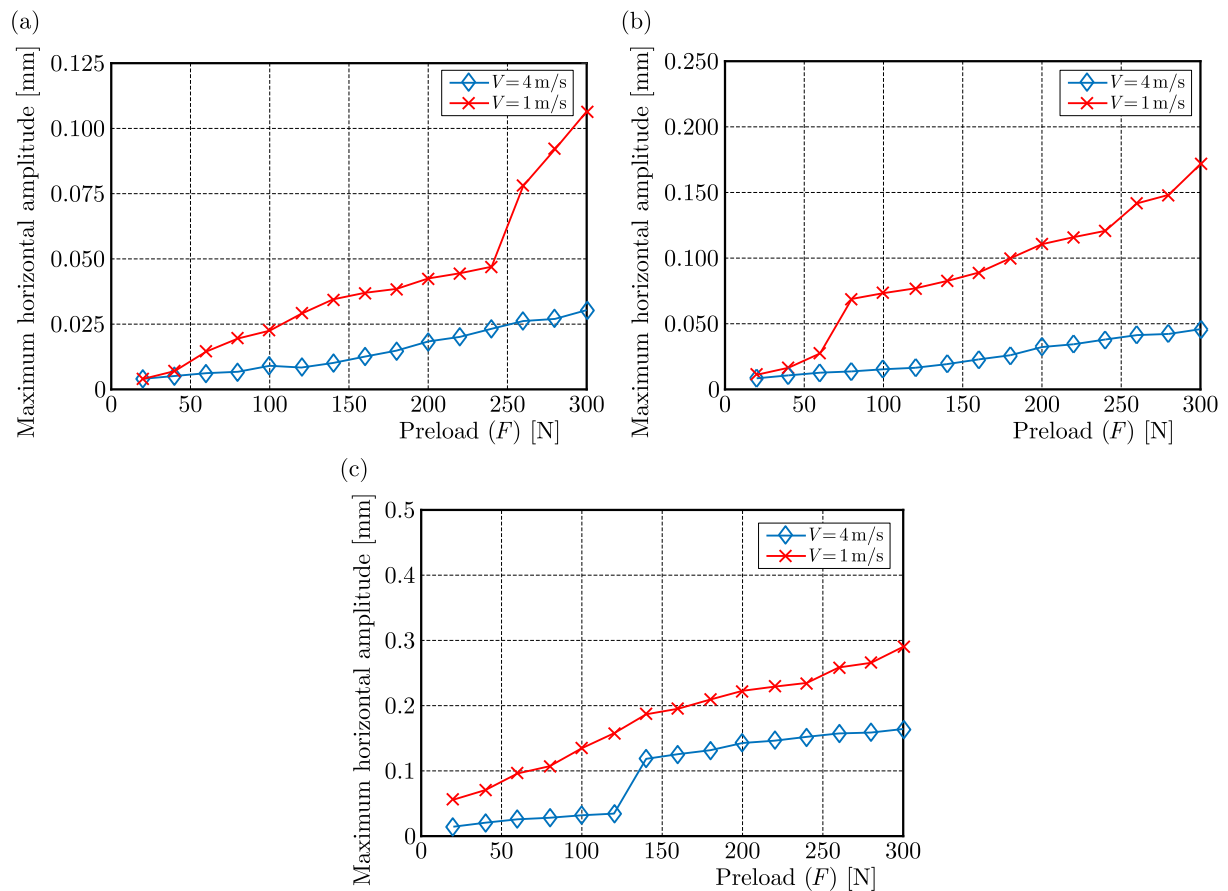 (a)
Maximum horizontal amplitude [mm]
0.125
0.100
0.075
0.050
0.025
0
V = 4 m/s
V = 1 m/s
0 50 100 150 200 250 300
Preload (F) [N]
(b)
Maximum horizontal amplitude [mm]
0.250
0.200
0.150
0.100
0.050
0
V = 4 m/s
V = 1 m/s
0 50 100 150 200 250 300
Preload (F) [N]
(c)
Maximum horizontal amplitude [mm]
0.5
0.4
0.3
0.2
0.1
0
V = 4 m/s
V = 1 m/s
0 50 100 150 200 250 300
Preload (F) [N]